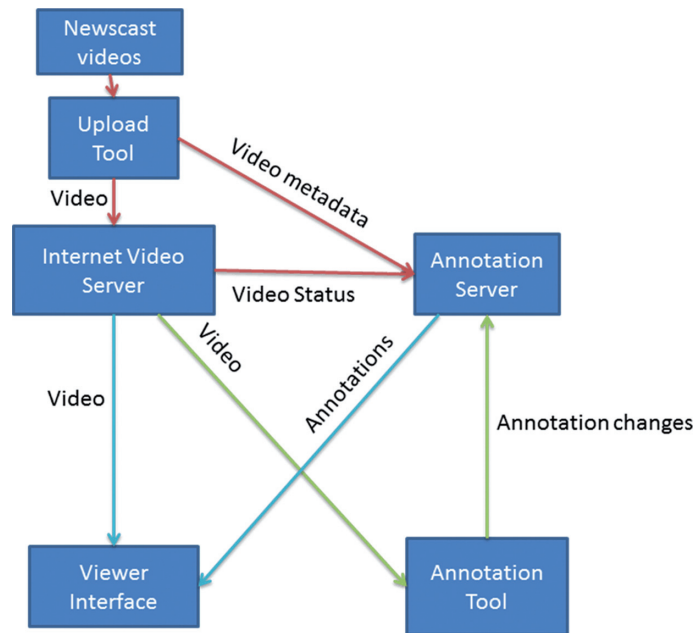 Newscast
videos
Upload
Tool
Video metadata
Video
Internet Video
Server
Annotation
Server
Video Status
Video
Annotations
Video
Annotation changes
Viewer
Interface
Annotation
Tool